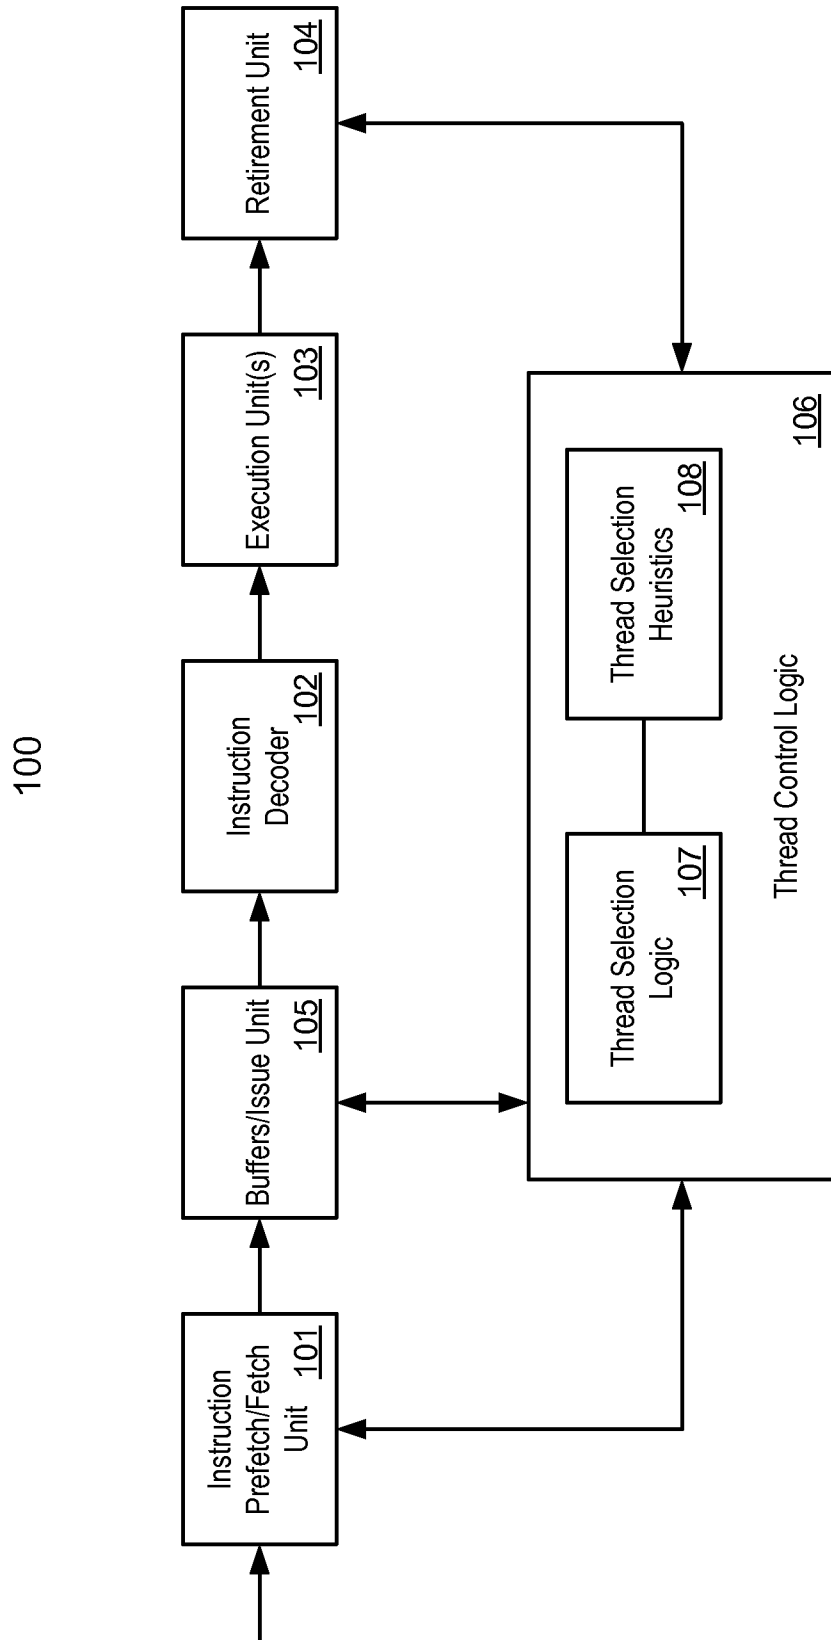 100
Instruction
Prefetch/Fetch
Unit
101
Buffers/Issue Unit
105
Instruction
Decoder
102
Execution Unit(s)
103
Retirement Unit
104
Thread Selection
Logic
107
Thread Selection
Heuristics
108
Thread Control Logic
106